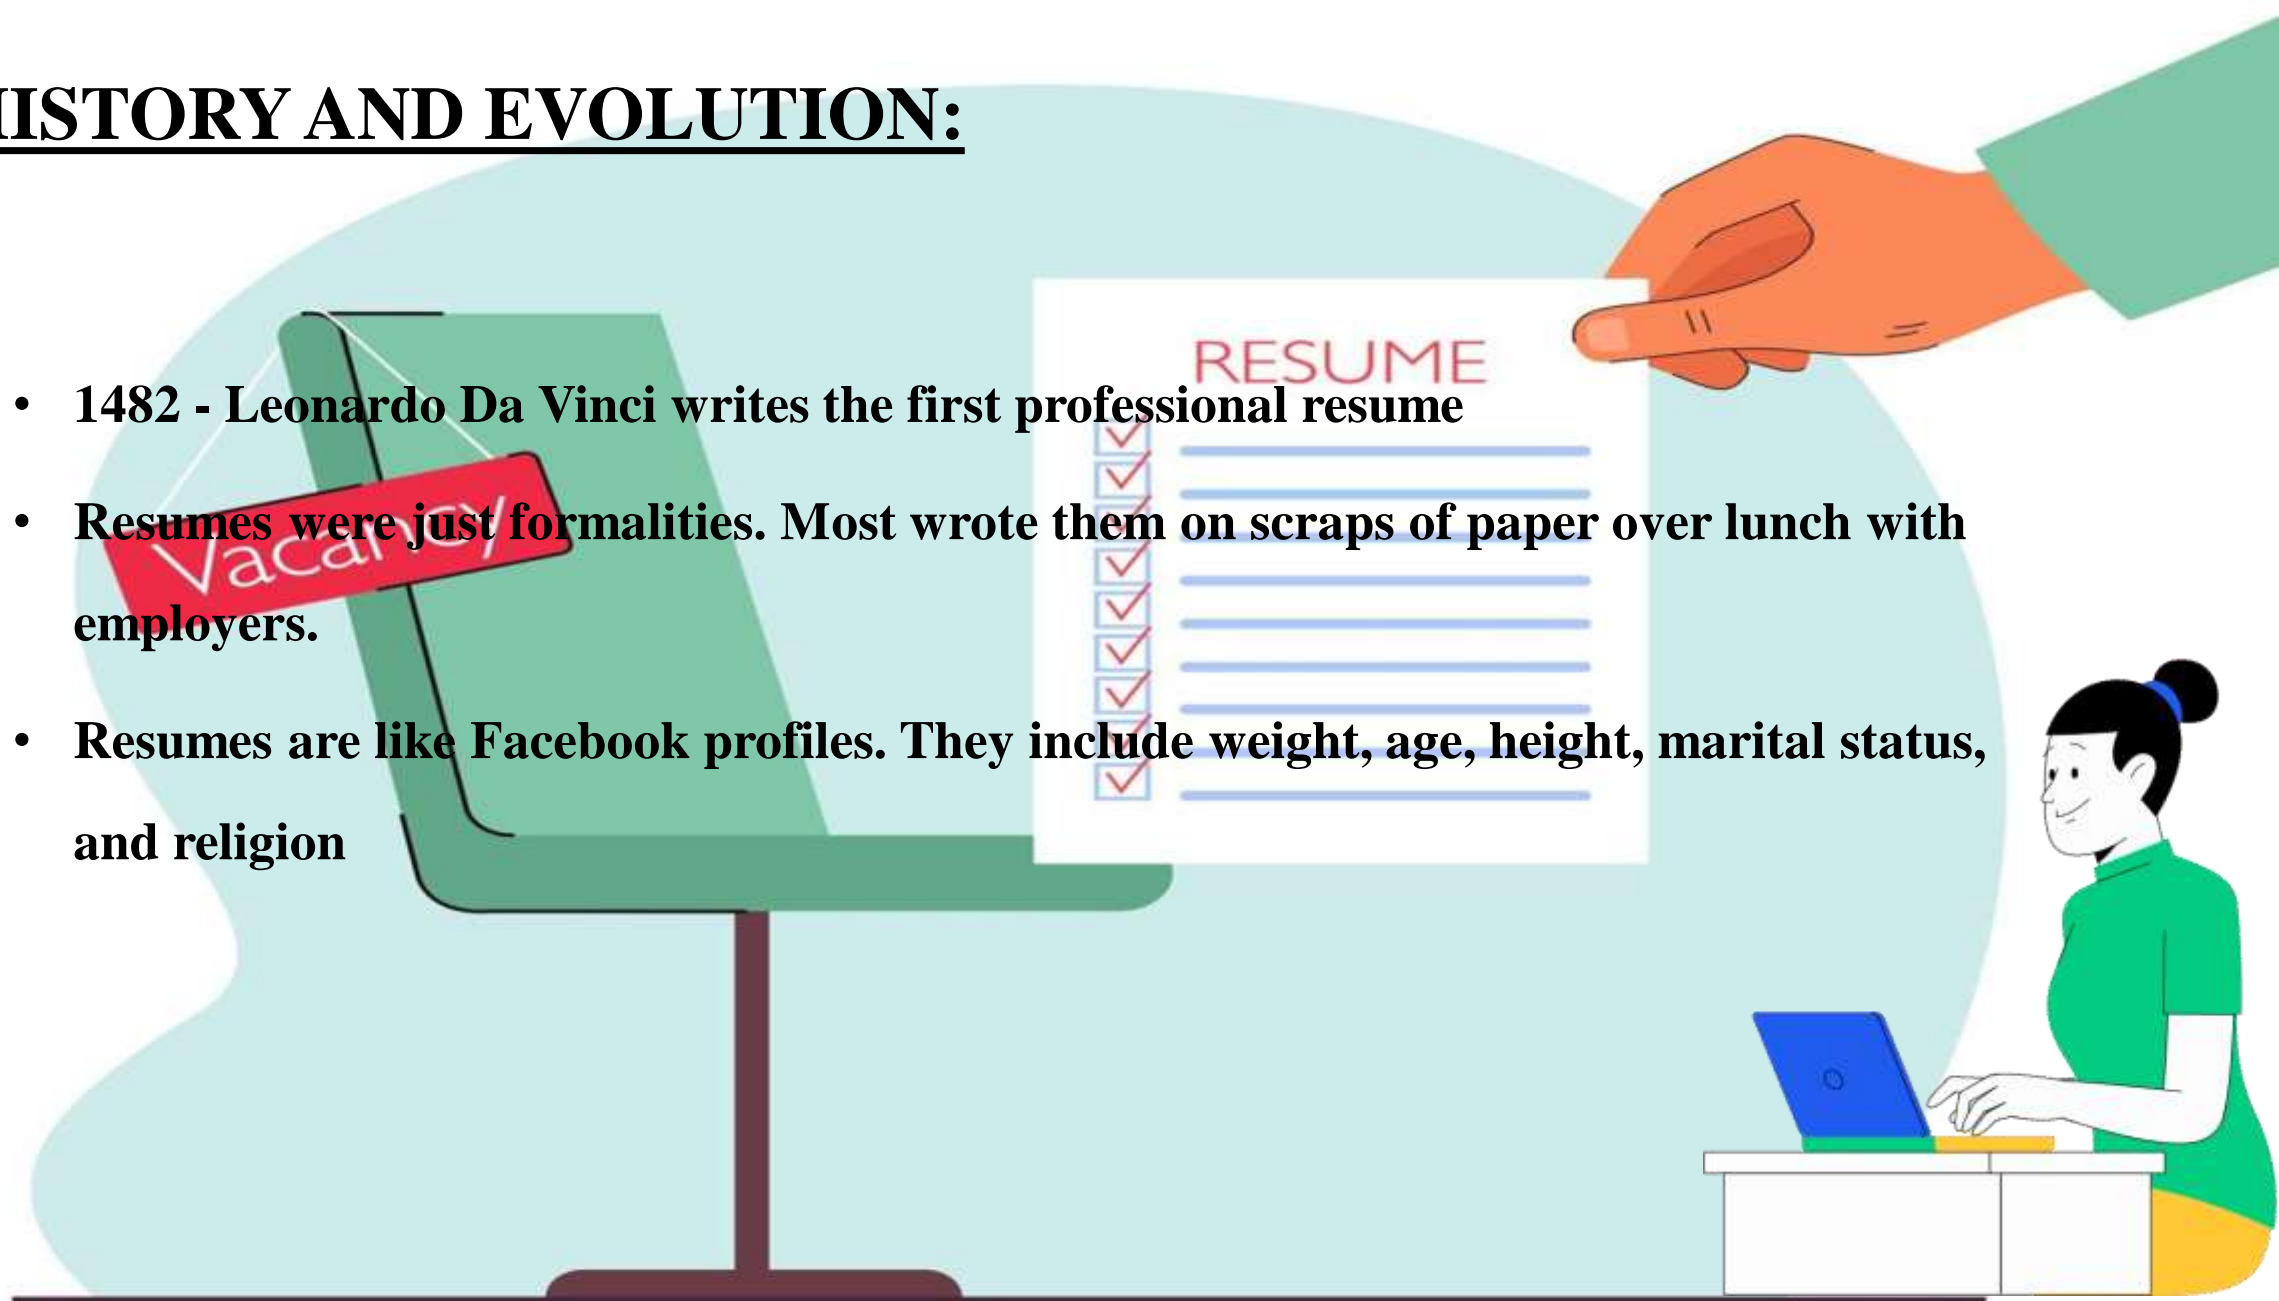 HISTORY AND EVOLUTION:
RESUME
• 1482 - Leonardo Da Vinci writes the first professional resume
Vacancy
• Resumes were just formalities. Most wrote them on scraps of paper over lunch with
employers.
• Resumes are like Facebook profiles. They include weight, age, height, marital status,
and religion